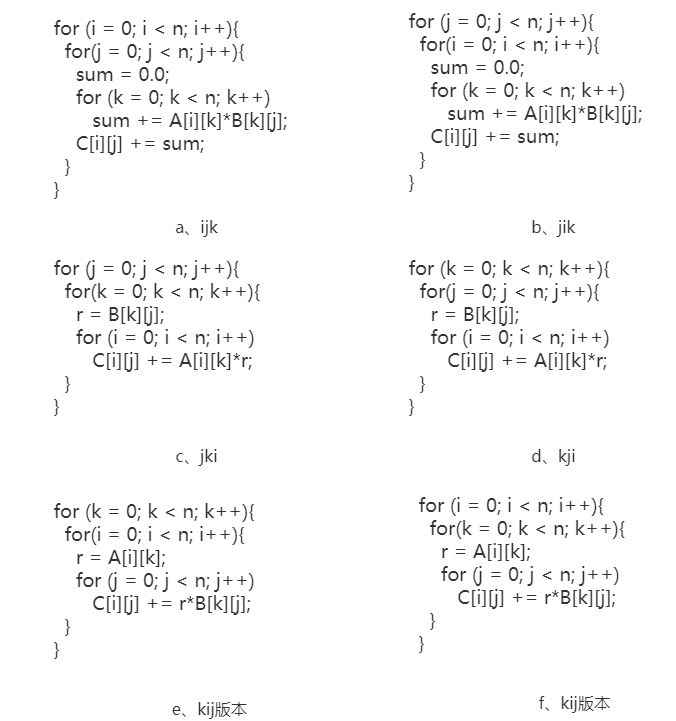 for (i = 0; i < n; i++){
for(j = 0; j < n; j++){
sum = 0.0;
for (k = 0; k < n; k++)
sum += A[i][k]*B[k][j];
C[i][j] += sum;
}
}
a、ijk
for (j = 0; j < n; j++){
for(i = 0; i < n; i++){
sum = 0.0;
for (k = 0; k < n; k++)
sum += A[i][k]*B[k][j];
C[i][j] += sum;
}
}
b、jik
for (j = 0; j < n; j++){
for(k = 0; k < n; k++){
r = B[k][j];
for (i = 0; i < n; i++)
C[i][j] += A[i][k]*r;
}
}
c、jki
for (k = 0; k < n; k++){
for(j = 0; j < n; j++){
r = B[k][j];
for (i = 0; i < n; i++)
C[i][j] += A[i][k]*r;
}
}
d、kji
for (k = 0; k < n; k++){
for(i = 0; i < n; i++){
r = A[i][k];
for (j = 0; j < n; j++)
C[i][j] += r*B[k][j];
}
}
e、kij版本
for (i = 0; i < n; i++){
for(k = 0; k < n; k++){
r = A[i][k];
for (j = 0; j < n; j++)
C[i][j] += r*B[k][j];
}
}
f、kij版本